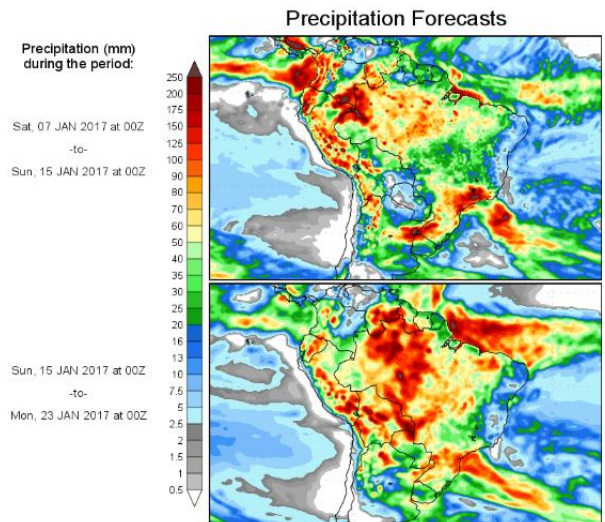 Precipitation Forecasts
Precipitation (mm)
during the period:
Sat, 07 JAN 2017 at 00Z
-to-
Sun, 15 JAN 2017 at 00Z
Sun, 15 JAN 2017 at 00Z
-to-
Mon, 23 JAN 2017 at 00Z
250
200
175
150
125
100
90
80
70
60
50
40
35
30
25
20
16
13
10
7.5
5
2.5
2
1.5
1
0.5